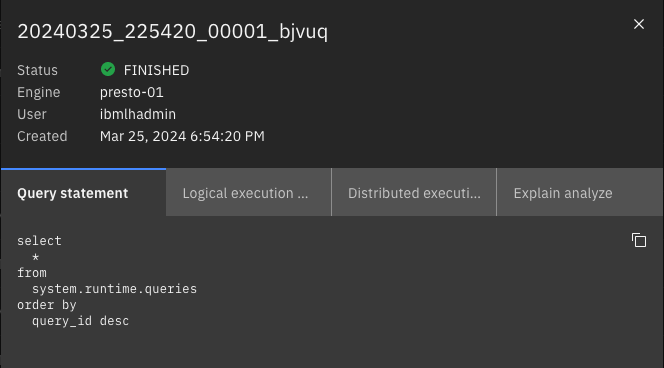 20240325_225420_00001_bjvuq
Status FINISHED
Engine presto-01
User ibmlhadmin
Created Mar 25, 2024 6:54:20 PM
Query statement Logical execution ... Distributed executi... Explain analyze
select
*
from
system.runtime.queries
order by
query_id desc